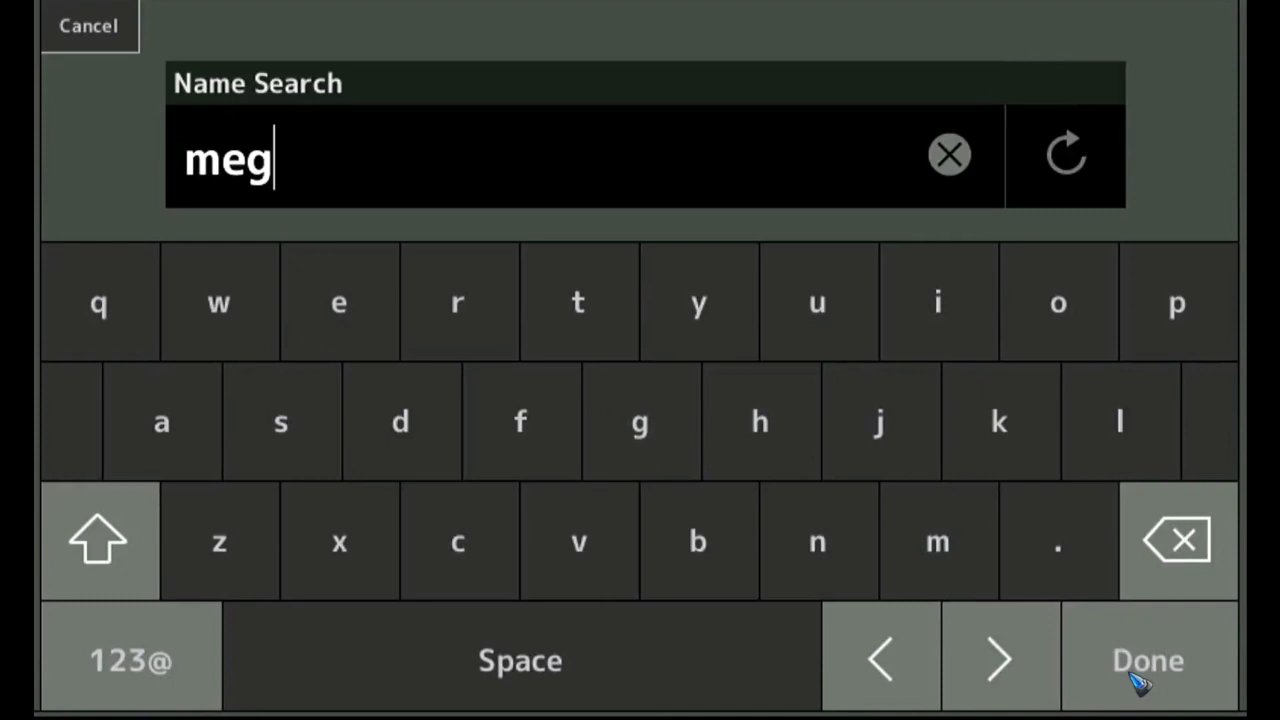 Cancel
Name Search
meg
q w e r t y u i o p
a s d f g h j k l
z x c v b n m .
123@ Space < > Done